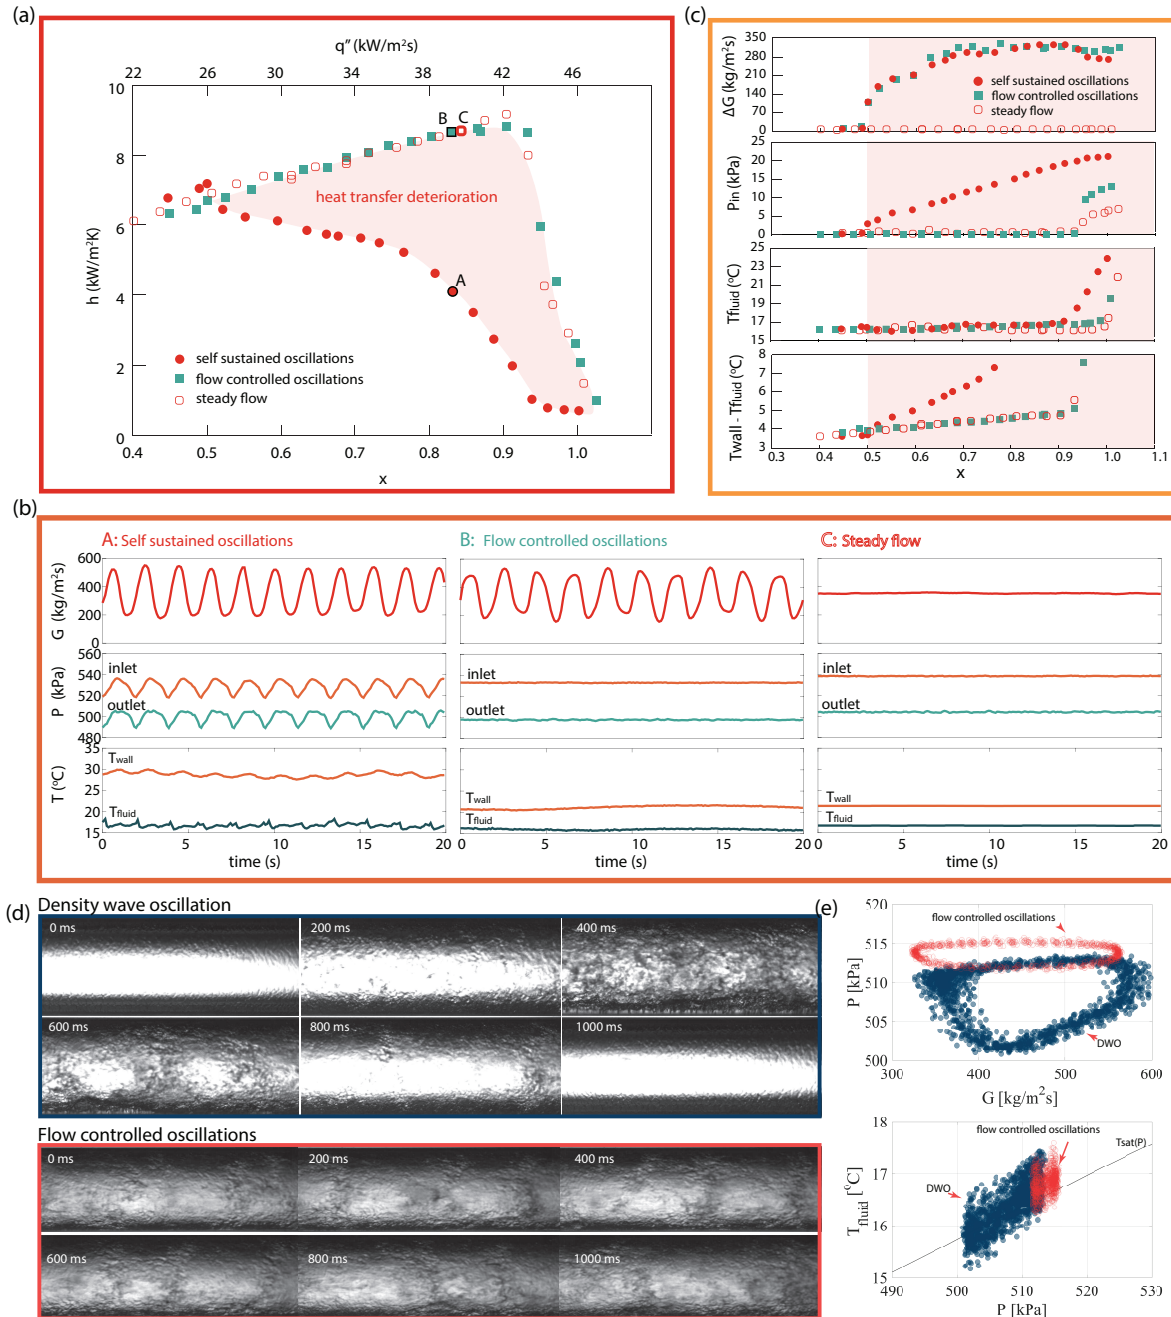 (a)
q″ (kW/m²s)
22 26 30 34 38 42 46
10
8
6
4
2
0
h (kW/m²K)
B C
heat transfer deterioration
A
self sustained oscillations
flow controlled oscillations
steady flow
0.4 0.5 0.6 0.7 0.8 0.9 1.0
x
(c)
350
280
210
140
70
0
ΔG (kg/m²s)
self sustained oscillations
flow controlled oscillations
steady flow
25
20
15
10
5
0
Pin (kPa)
25
23
21
19
17
15
Tfluid (°C)
8
7
6
5
4
3
Twall - Tfluid (°C)
0.3 0.4 0.5 0.6 0.7 0.8 0.9 1.0 1.1
x
(b)
A: Self sustained oscillations
B: Flow controlled oscillations
C: Steady flow
600
400
200
0
G (kg/m²s)
560
540
520
500
480
P (kPa)
inlet
outlet
inlet
outlet
inlet
outlet
35
30
25
20
15
T (°C)
Twall
Tfluid
Twall
Tfluid
Twall
Tfluid
0 5 10 15 20
0 5 10 15 20
0 5 10 15 20
time (s)
time (s)
time (s)
(d)
Density wave oscillation
0 ms
200 ms
400 ms
600 ms
800 ms
1000 ms
Flow controlled oscillations
0 ms
200 ms
400 ms
600 ms
800 ms
1000 ms
(e)
520
515
510
505
500
P [kPa]
flow controlled oscillations
DWO
300 400 500 600
G [kg/m²s]
18
17
16
15
Tfluid [°C]
flow controlled oscillations
Tsat(P)
DWO
490 500 510 520 530
P [kPa]